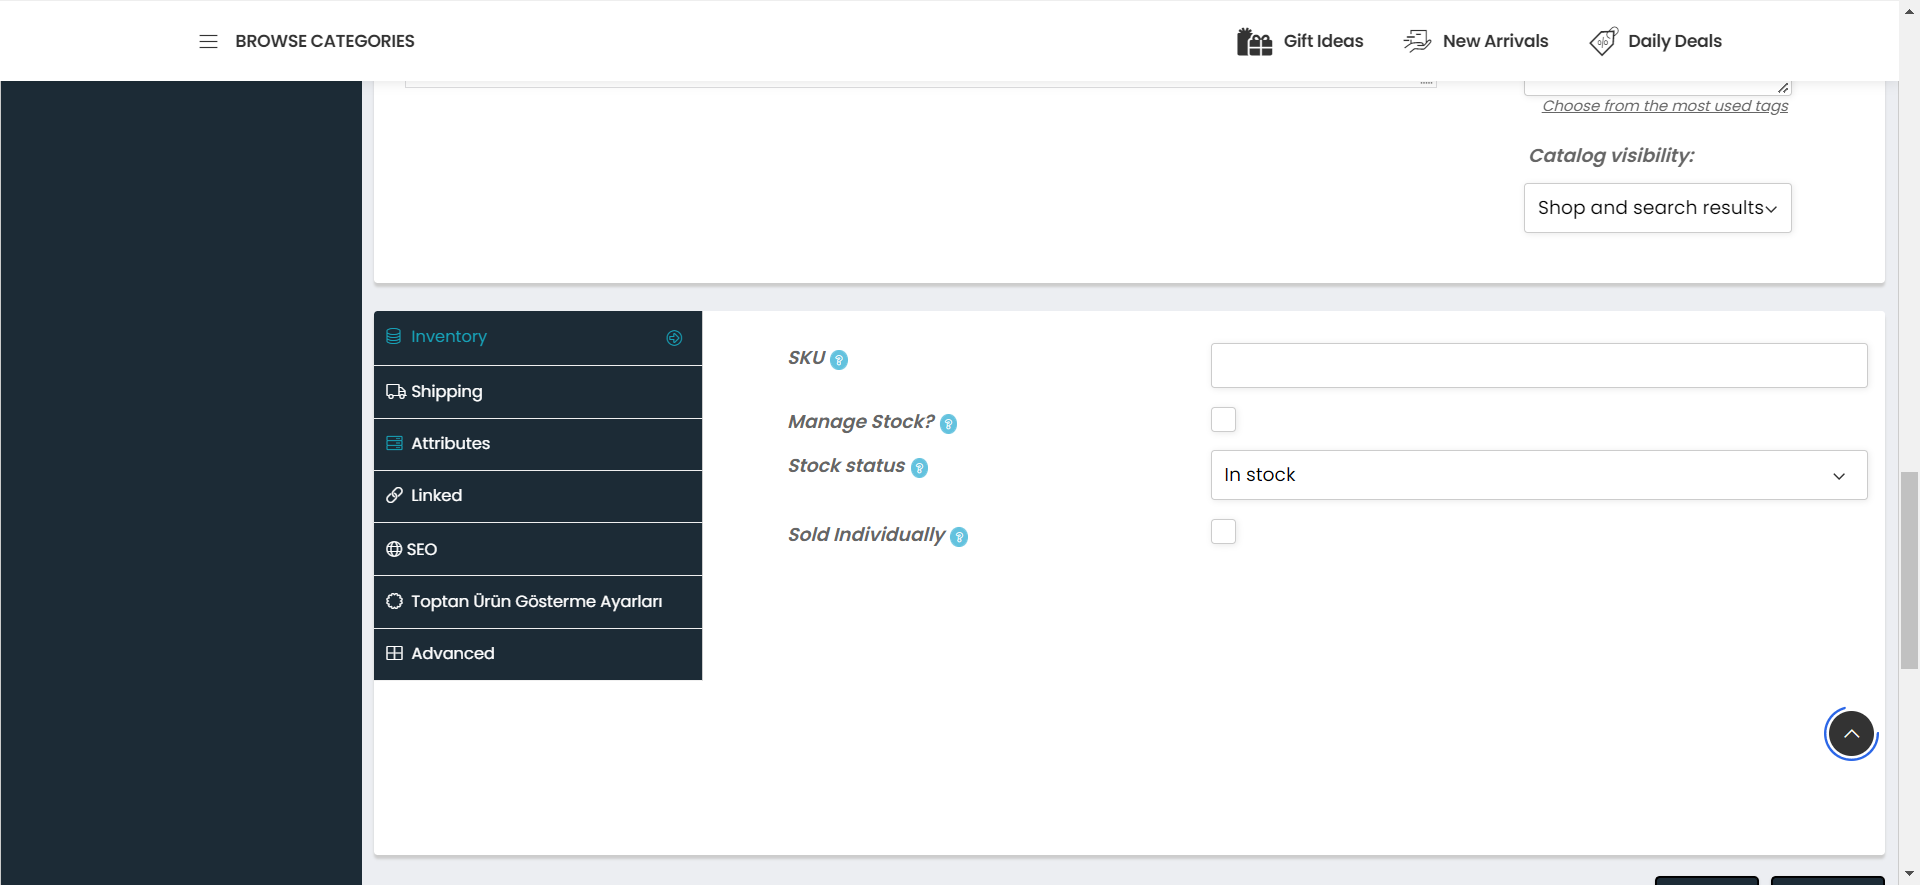 BROWSE CATEGORIES
Gift Ideas
New Arrivals
Daily Deals
Choose from the most used tags
Catalog visibility:
Shop and search results
Inventory
Shipping
Attributes
Linked
SEO
Toptan Ürün Gösterme Ayarları
Advanced
SKU ?
Manage Stock? ?
Stock status ?
In stock
Sold Individually ?